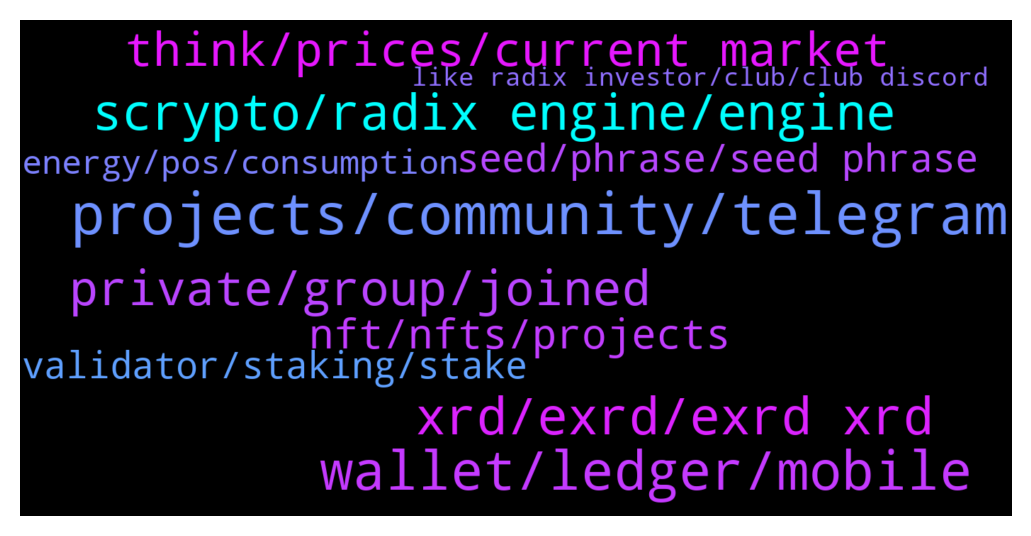 think/prices/current market
like radix investor/club/club discord
scrypto/radix engine/engine
energy/pos/consumption
seed/phrase/seed phrase
projects/community/telegram
private/group/joined
nft/nfts/projects
validator/staking/stake
xrd/exrd/exrd xrd
wallet/ledger/mobile